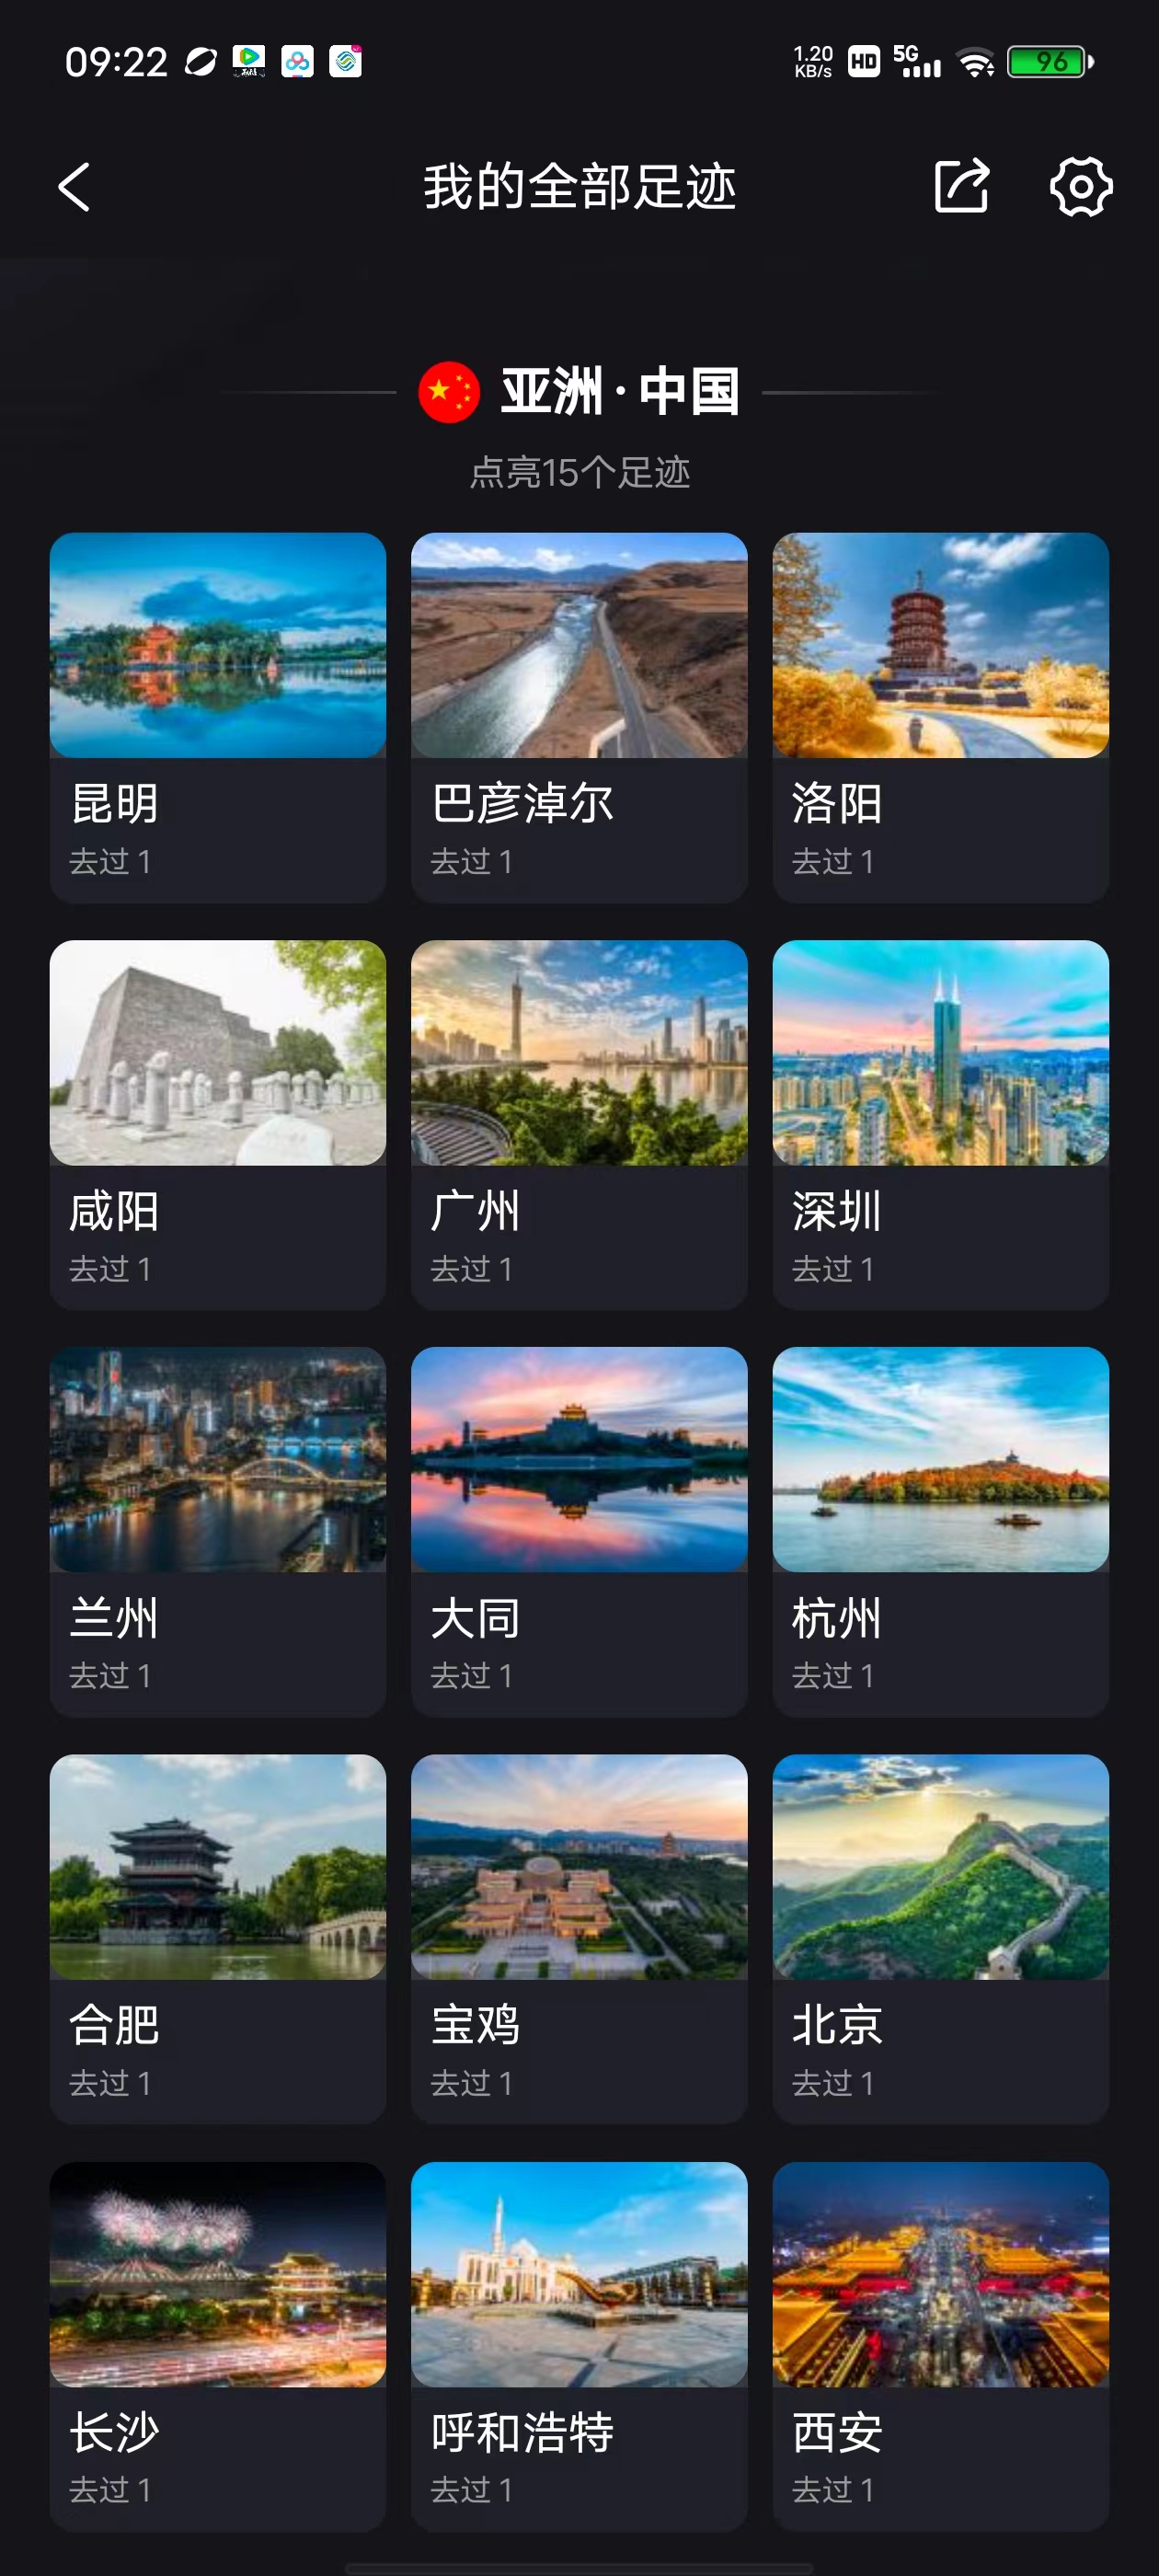 09:22
1.20
KB/s
HD
5G
96
我的全部足迹
亚洲·中国
点亮15个足迹
昆明
巴彦淖尔
洛阳
去过 1
去过 1
去过 1
咸阳
广州
深圳
去过 1
去过 1
去过 1
兰州
大同
杭州
去过 1
去过 1
去过 1
合肥
宝鸡
北京
去过 1
去过 1
去过 1
长沙
呼和浩特
西安
去过 1
去过 1
去过 1